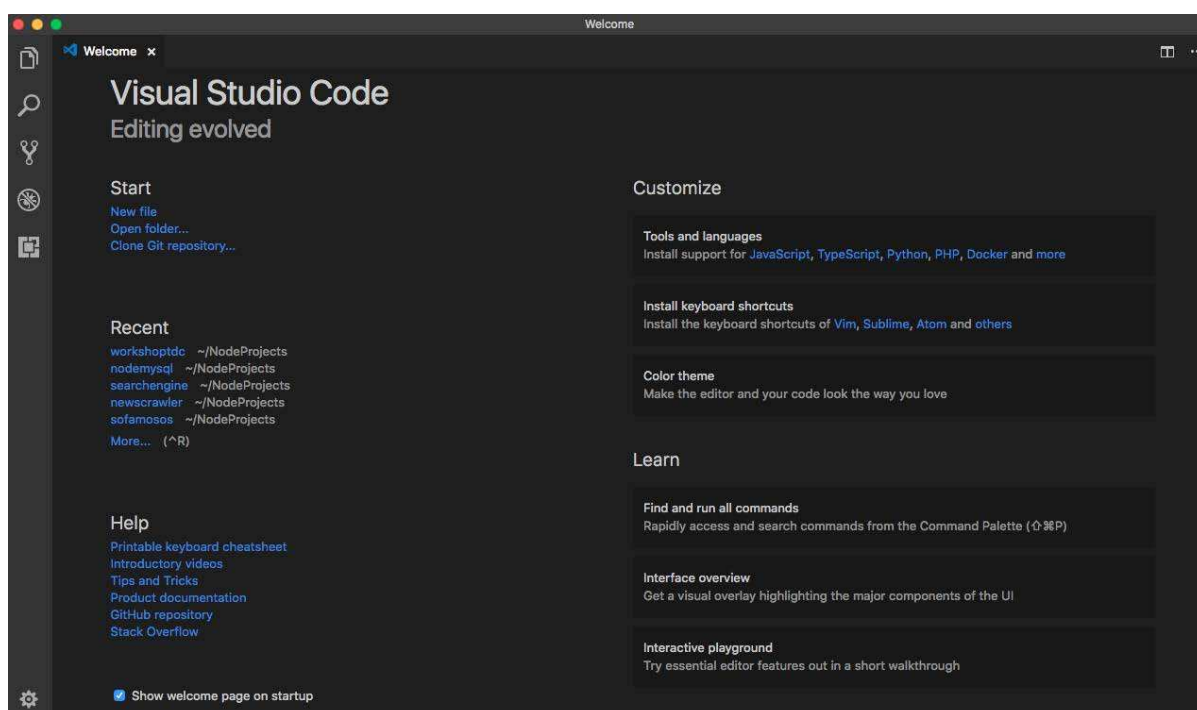 Welcome
Welcome ×
Visual Studio Code
Editing evolved
Start
New file
Open folder...
Clone Git repository...
Recent
workshoptdc ~/NodeProjects
nodemysql ~/NodeProjects
searchengine ~/NodeProjects
newscrawler ~/NodeProjects
sofamosos ~/NodeProjects
More... (^R)
Help
Printable keyboard cheatsheet
Introductory videos
Tips and Tricks
Product documentation
GitHub repository
Stack Overflow
Show welcome page on startup
Customize
Tools and languages
Install support for JavaScript, TypeScript, Python, PHP, Docker and more
Install keyboard shortcuts
Install the keyboard shortcuts of Vim, Sublime, Atom and others
Color theme
Make the editor and your code look the way you love
Learn
Find and run all commands
Rapidly access and search commands from the Command Palette (⇧⌘P)
Interface overview
Get a visual overlay highlighting the major components of the UI
Interactive playground
Try essential editor features out in a short walkthrough